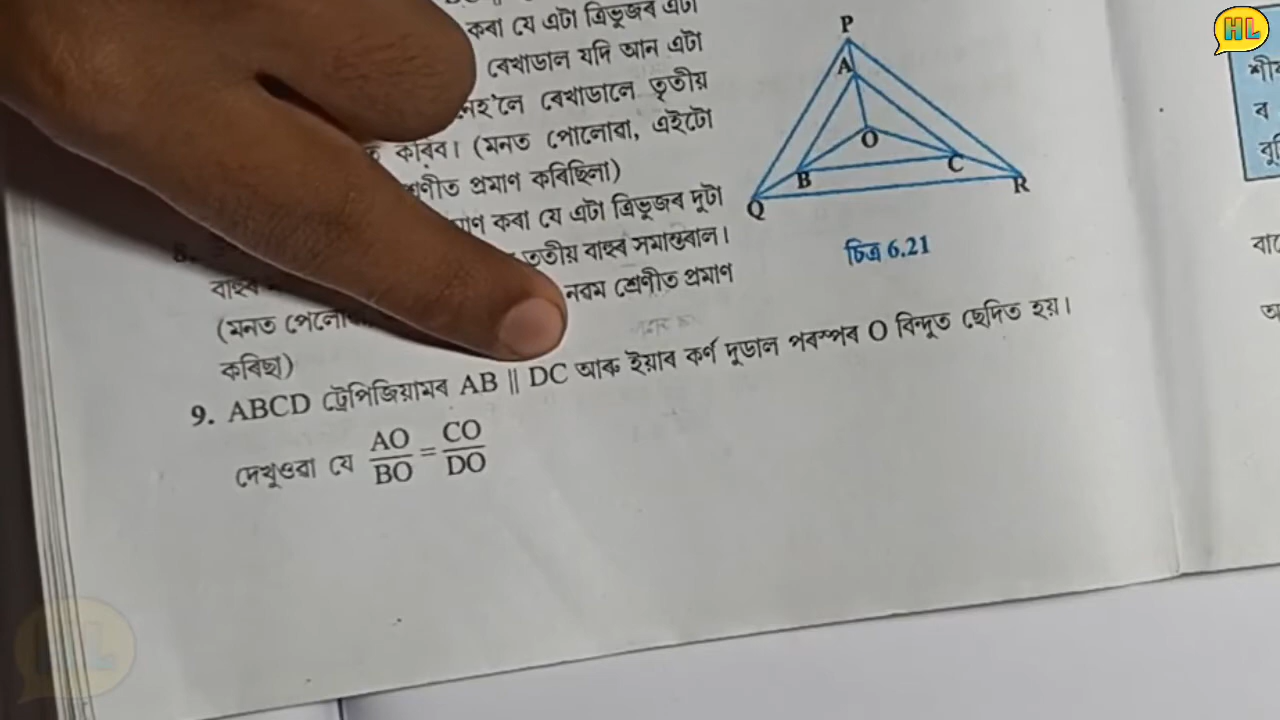 কৰা যে এটা ত্ৰিভুজৰ এটা
ৰেখাডাল যদি আন এটা
ৰেখাডালে তৃতীয়
কৰিব। (মনত পেলোৱা, এইটো
প্ৰমাণ কৰিছিলা)
কৰা যে এটা ত্ৰিভুজৰ দুটা
তৃতীয় বাহুৰ সমান্তৰাল।
নৱম শ্ৰেণীত প্ৰমাণ
(মনত
কৰিছা)
P
A
O
B
C
Q
R
চিত্ৰ 6.21
9. ABCD ট্ৰেপিজিয়ামৰ AB || DC আৰু ইয়াৰ কৰ্ণ দুডাল পৰস্পৰ O বিন্দুত ছেদিত হয়।
দেখুওৱা যে AO/BO = CO/DO
HL
HL